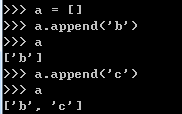 >>> a = []
>>> a.append('b')
>>> a
['b']
>>> a.append('c')
>>> a
['b', 'c']